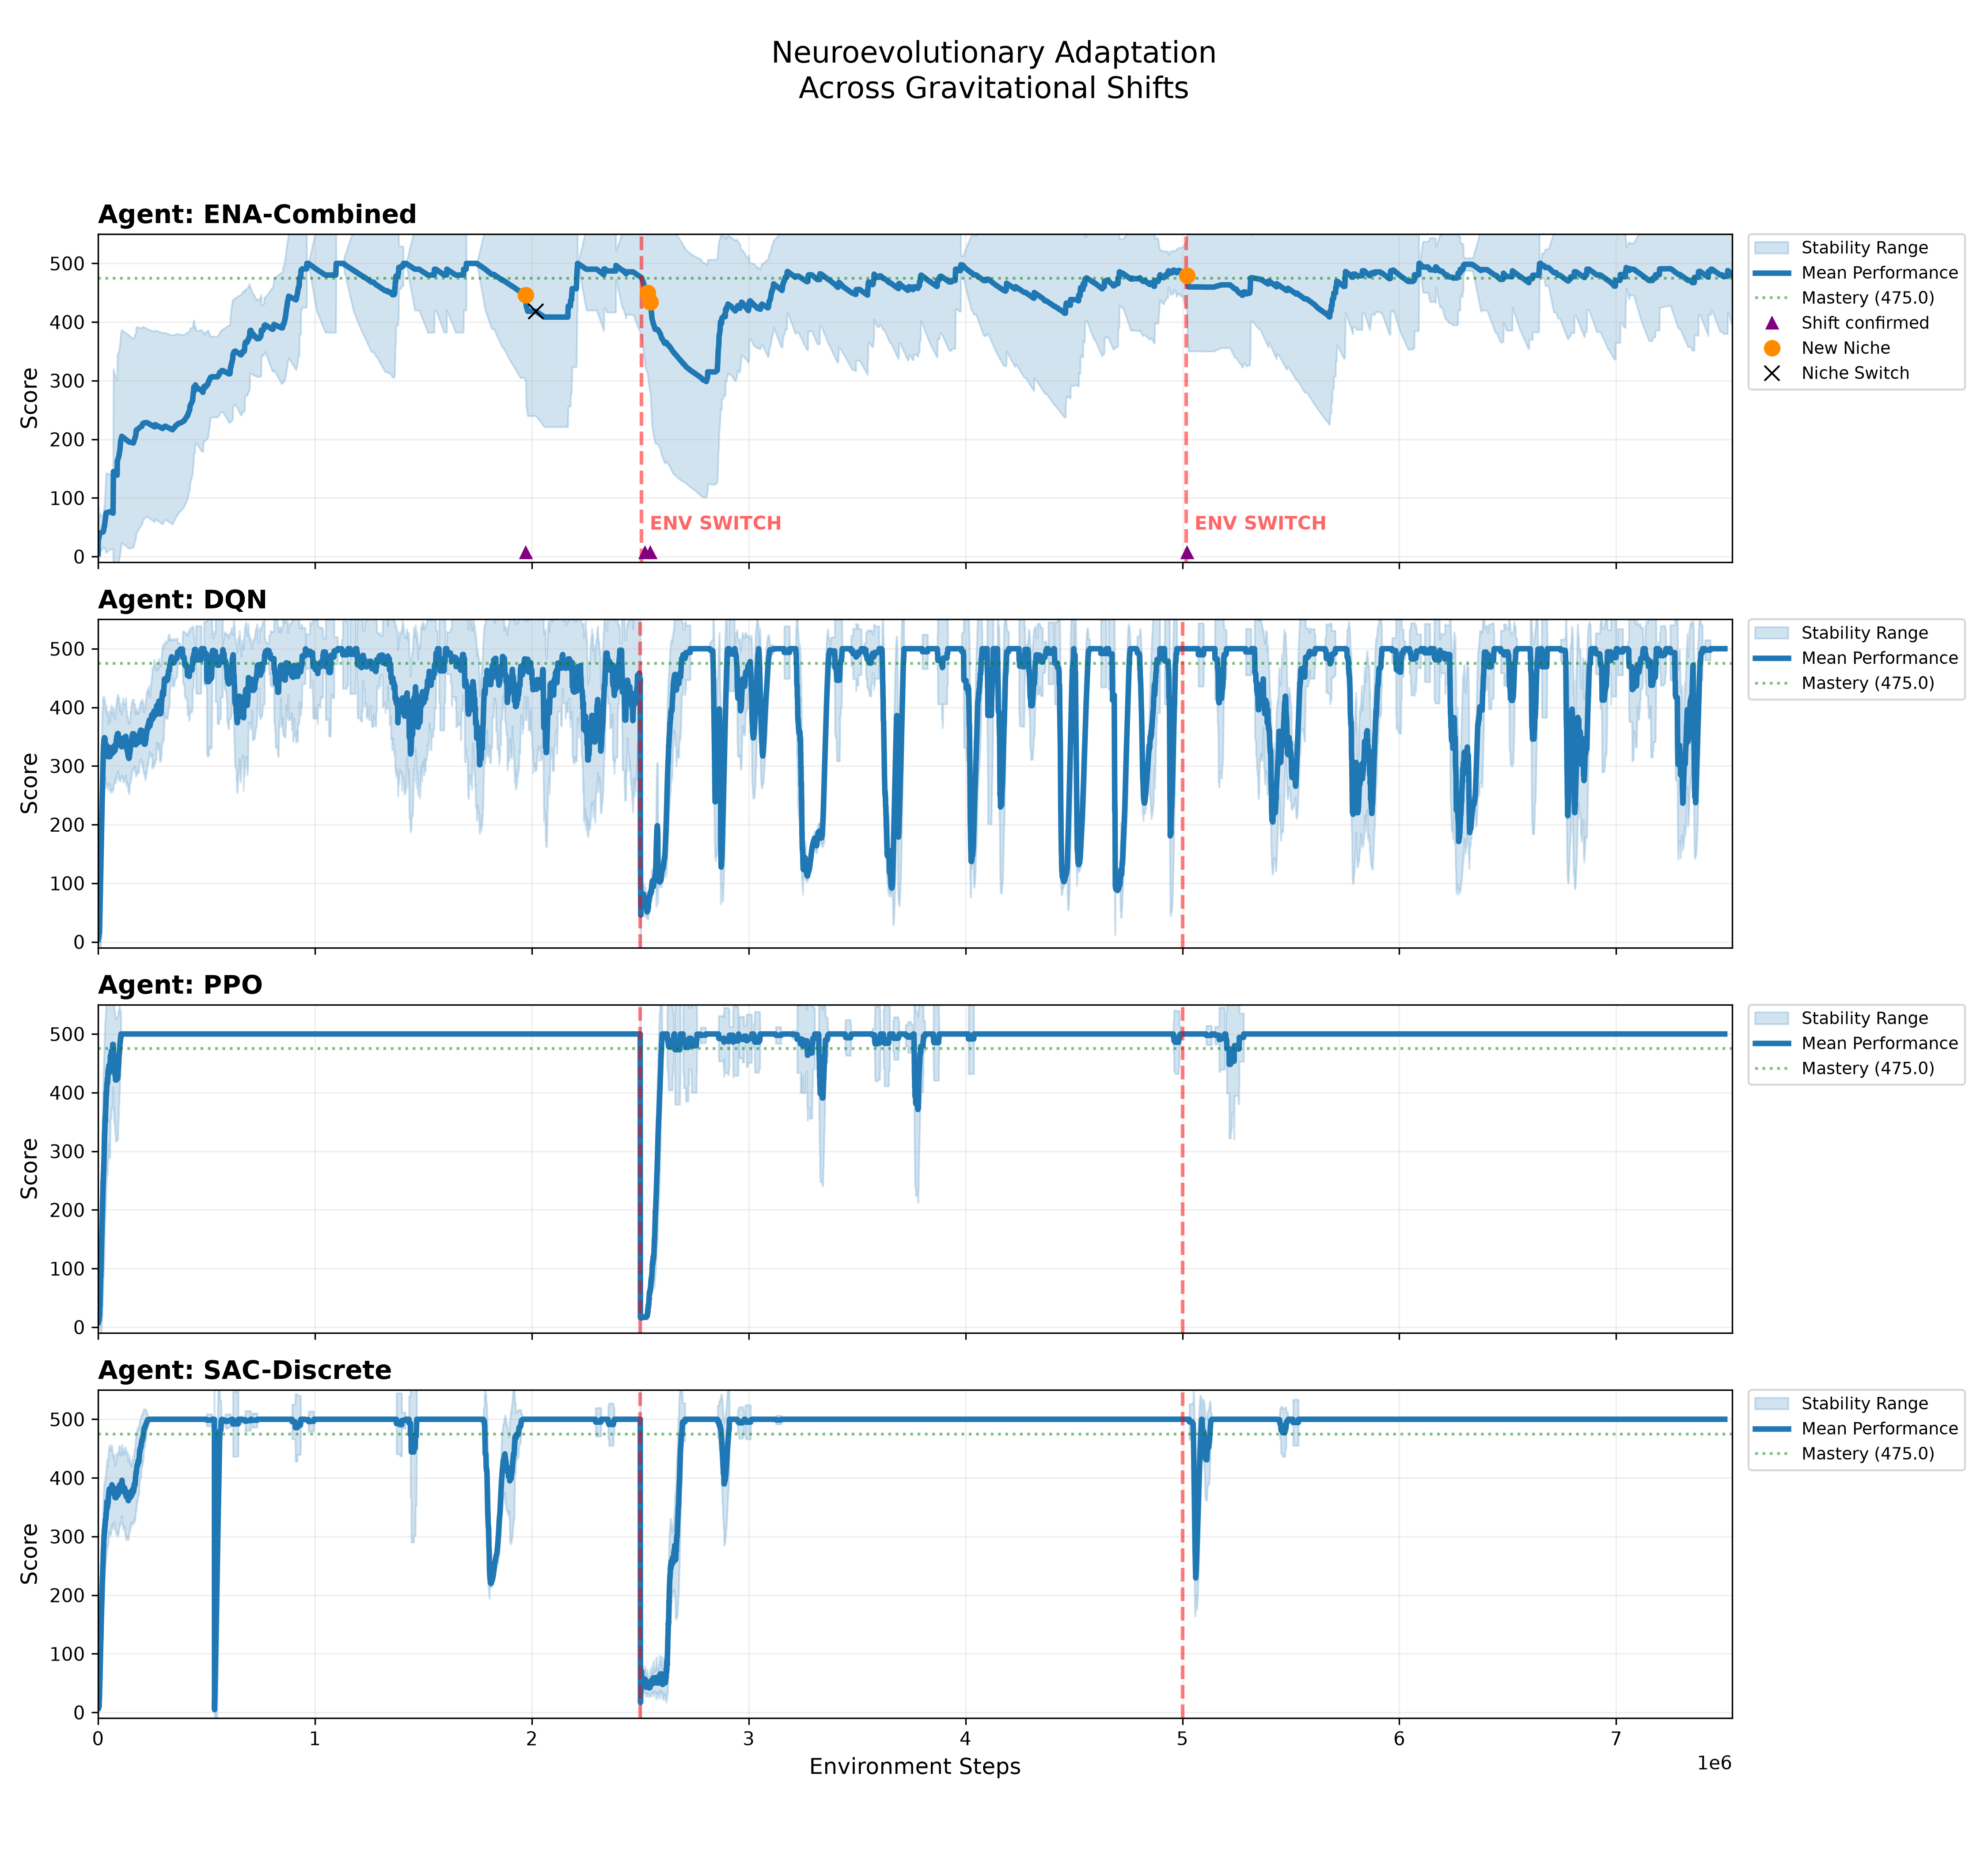 Neuroevolutionary Adaptation
Across Gravitational Shifts
Agent: ENA-Combined
Score
500
400
300
200
100
0
ENV SWITCH
ENV SWITCH
Stability Range
Mean Performance
Mastery (475.0)
Shift confirmed
New Niche
Niche Switch
Agent: DQN
Score
500
400
300
200
100
0
Stability Range
Mean Performance
Mastery (475.0)
Agent: PPO
Score
500
400
300
200
100
0
Stability Range
Mean Performance
Mastery (475.0)
Agent: SAC-Discrete
Score
500
400
300
200
100
0
Stability Range
Mean Performance
Mastery (475.0)
0 1 2 3 4 5 6 7
1e6
Environment Steps